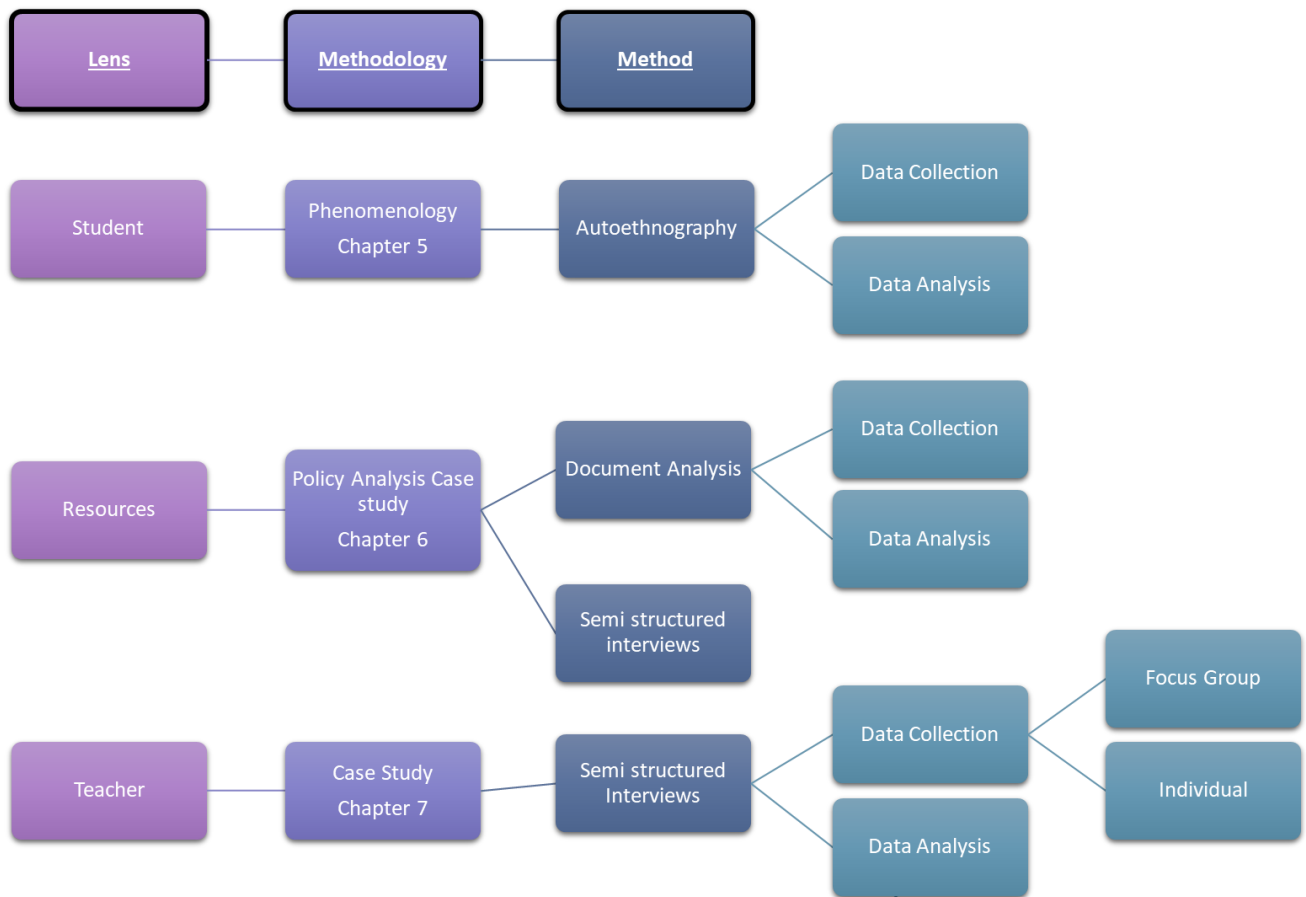 Lens
Methodology
Method
Student
Phenomenology
Chapter 5
Autoethnography
Data Collection
Data Analysis
Resources
Policy Analysis Case
study
Chapter 6
Document Analysis
Data Collection
Data Analysis
Semi structured
interviews
Teacher
Case Study
Chapter 7
Semi structured
Interviews
Data Collection
Focus Group
Individual
Data Analysis